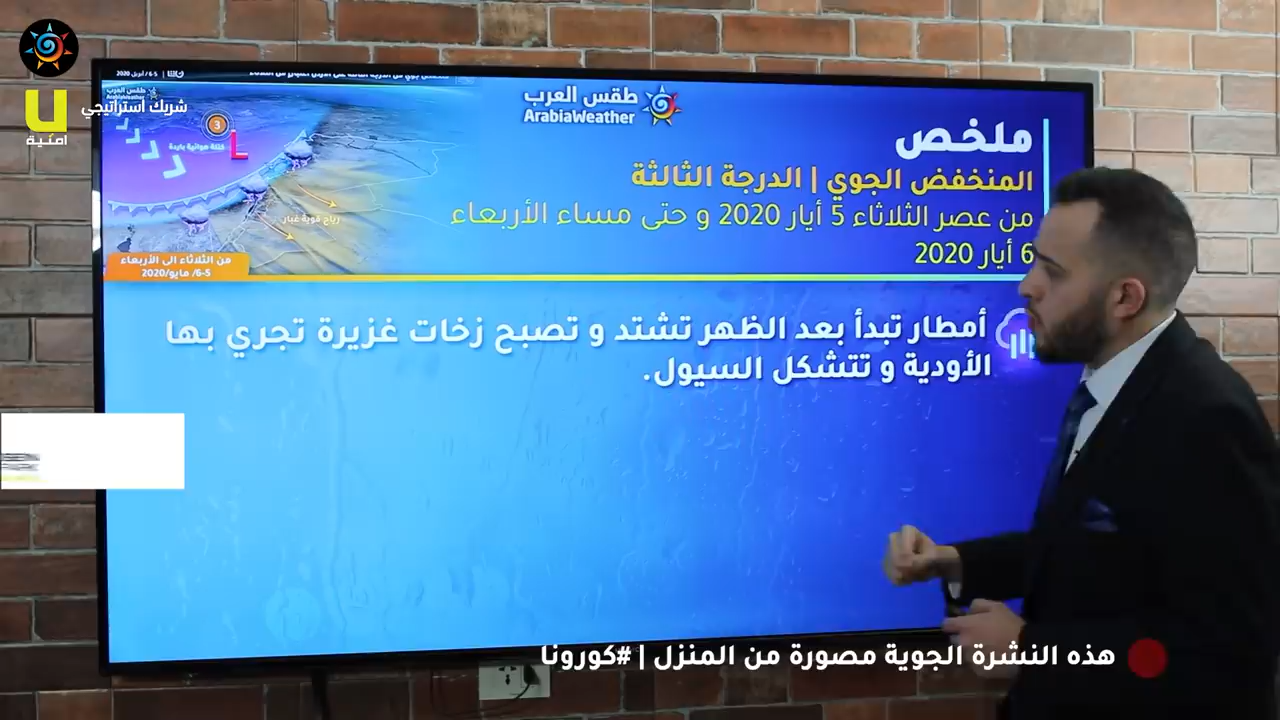 شريك استراتيجي
امنية
طقس العرب
ArabiaWeather
ملخص
المنخفض الجوي | الدرجة الثالثة
من عصر الثلاثاء 5 أيار 2020 و حتى مساء الأربعاء
6 أيار 2020
3
L
كتلة هوائية باردة
رياح قوية غبار
من الثلاثاء الى الأربعاء
5-6/ مايو/2020
أمطار تبدأ بعد الظهر تشتد و تصبح زخات غزيرة تجري بها
الأودية و تتشكل السيول.
هذه النشرة الجوية مصورة من المنزل | #كورونا